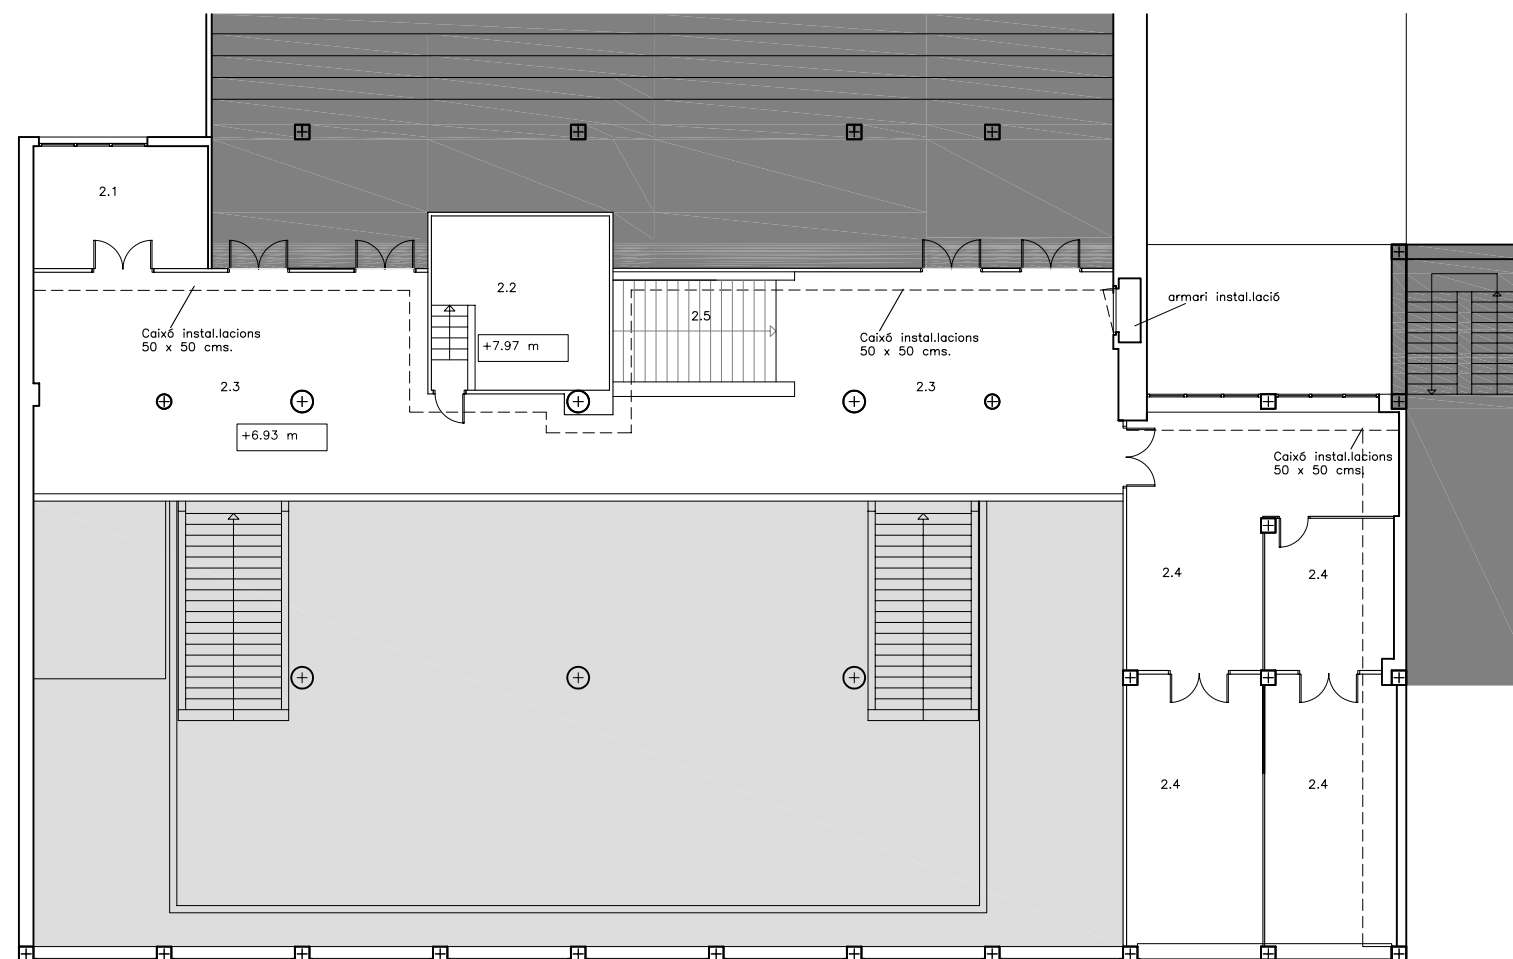 2.1
2.2
2.5
armari instal.lació
Caixó instal.lacions
50 x 50 cms.
+7.97 m
Caixó instal.lacions
50 x 50 cms.
2.3
2.3
+6.93 m
Caixó instal.lacions
50 x 50 cms.
2.4
2.4
2.4
2.4